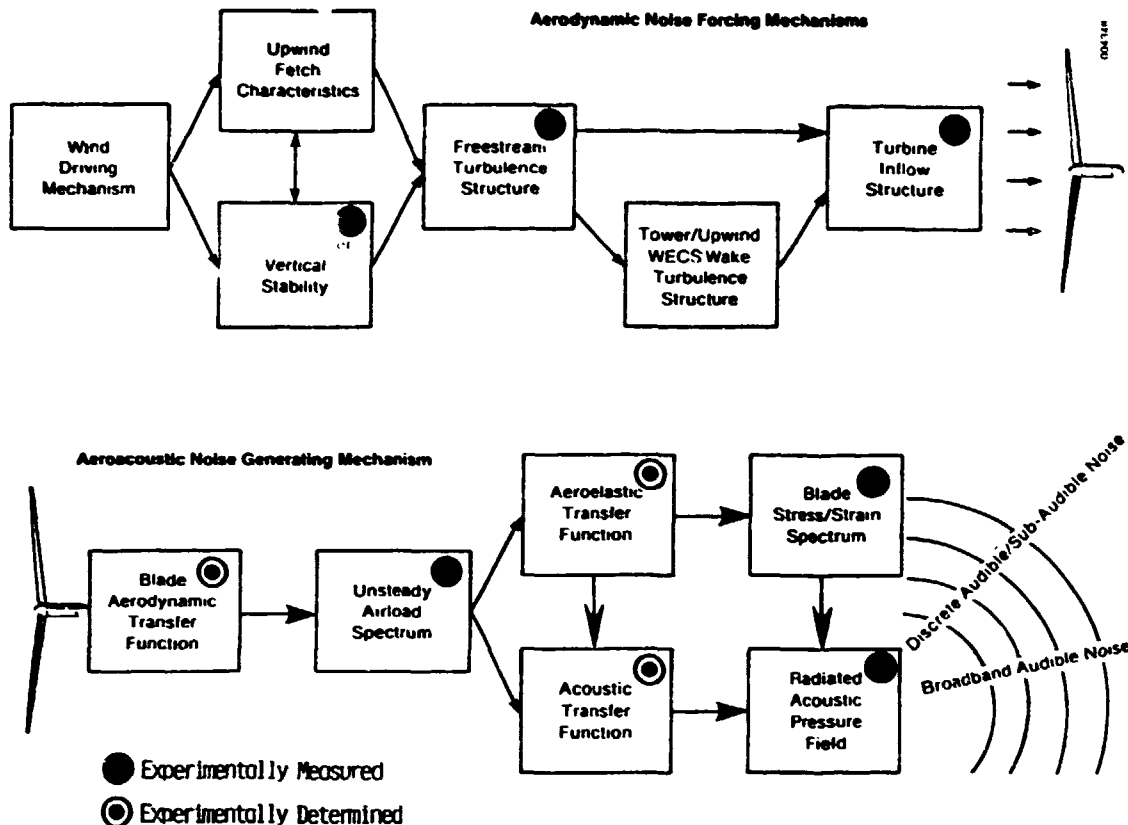 Aerodynamic Noise Forcing Mechanisms
Wind
Driving
Mechanism
Upwind
Fetch
Characteristics
Vertical
Stability
Freestream
Turbulence
Structure
Tower/Upwind
WECS Wake
Turbulence
Structure
Turbine
Inflow
Structure
Aeroacoustic Noise Generating Mechanism
Blade
Aerodynamic
Transfer
Function
Unsteady
Airload
Spectrum
Aeroelastic
Transfer
Function
Acoustic
Transfer
Function
Blade
Stress/Strain
Spectrum
Radiated
Acoustic
Pressure
Field
Discrete Audible/Sub-Audible Noise
Broadband Audible Noise
Experimentally Measured
Experimentally Determined